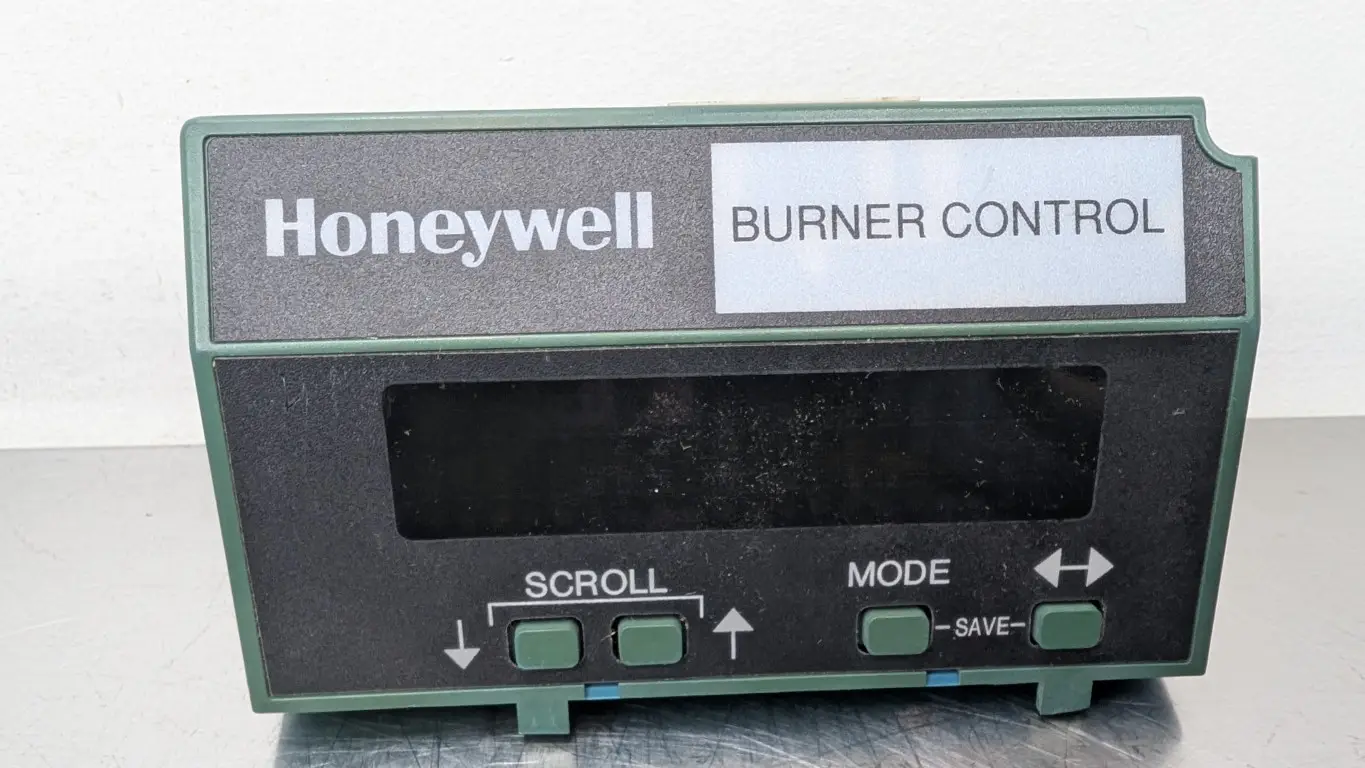 Honeywell
BURNER CONTROL
SCROLL
MODE
-SAVE-